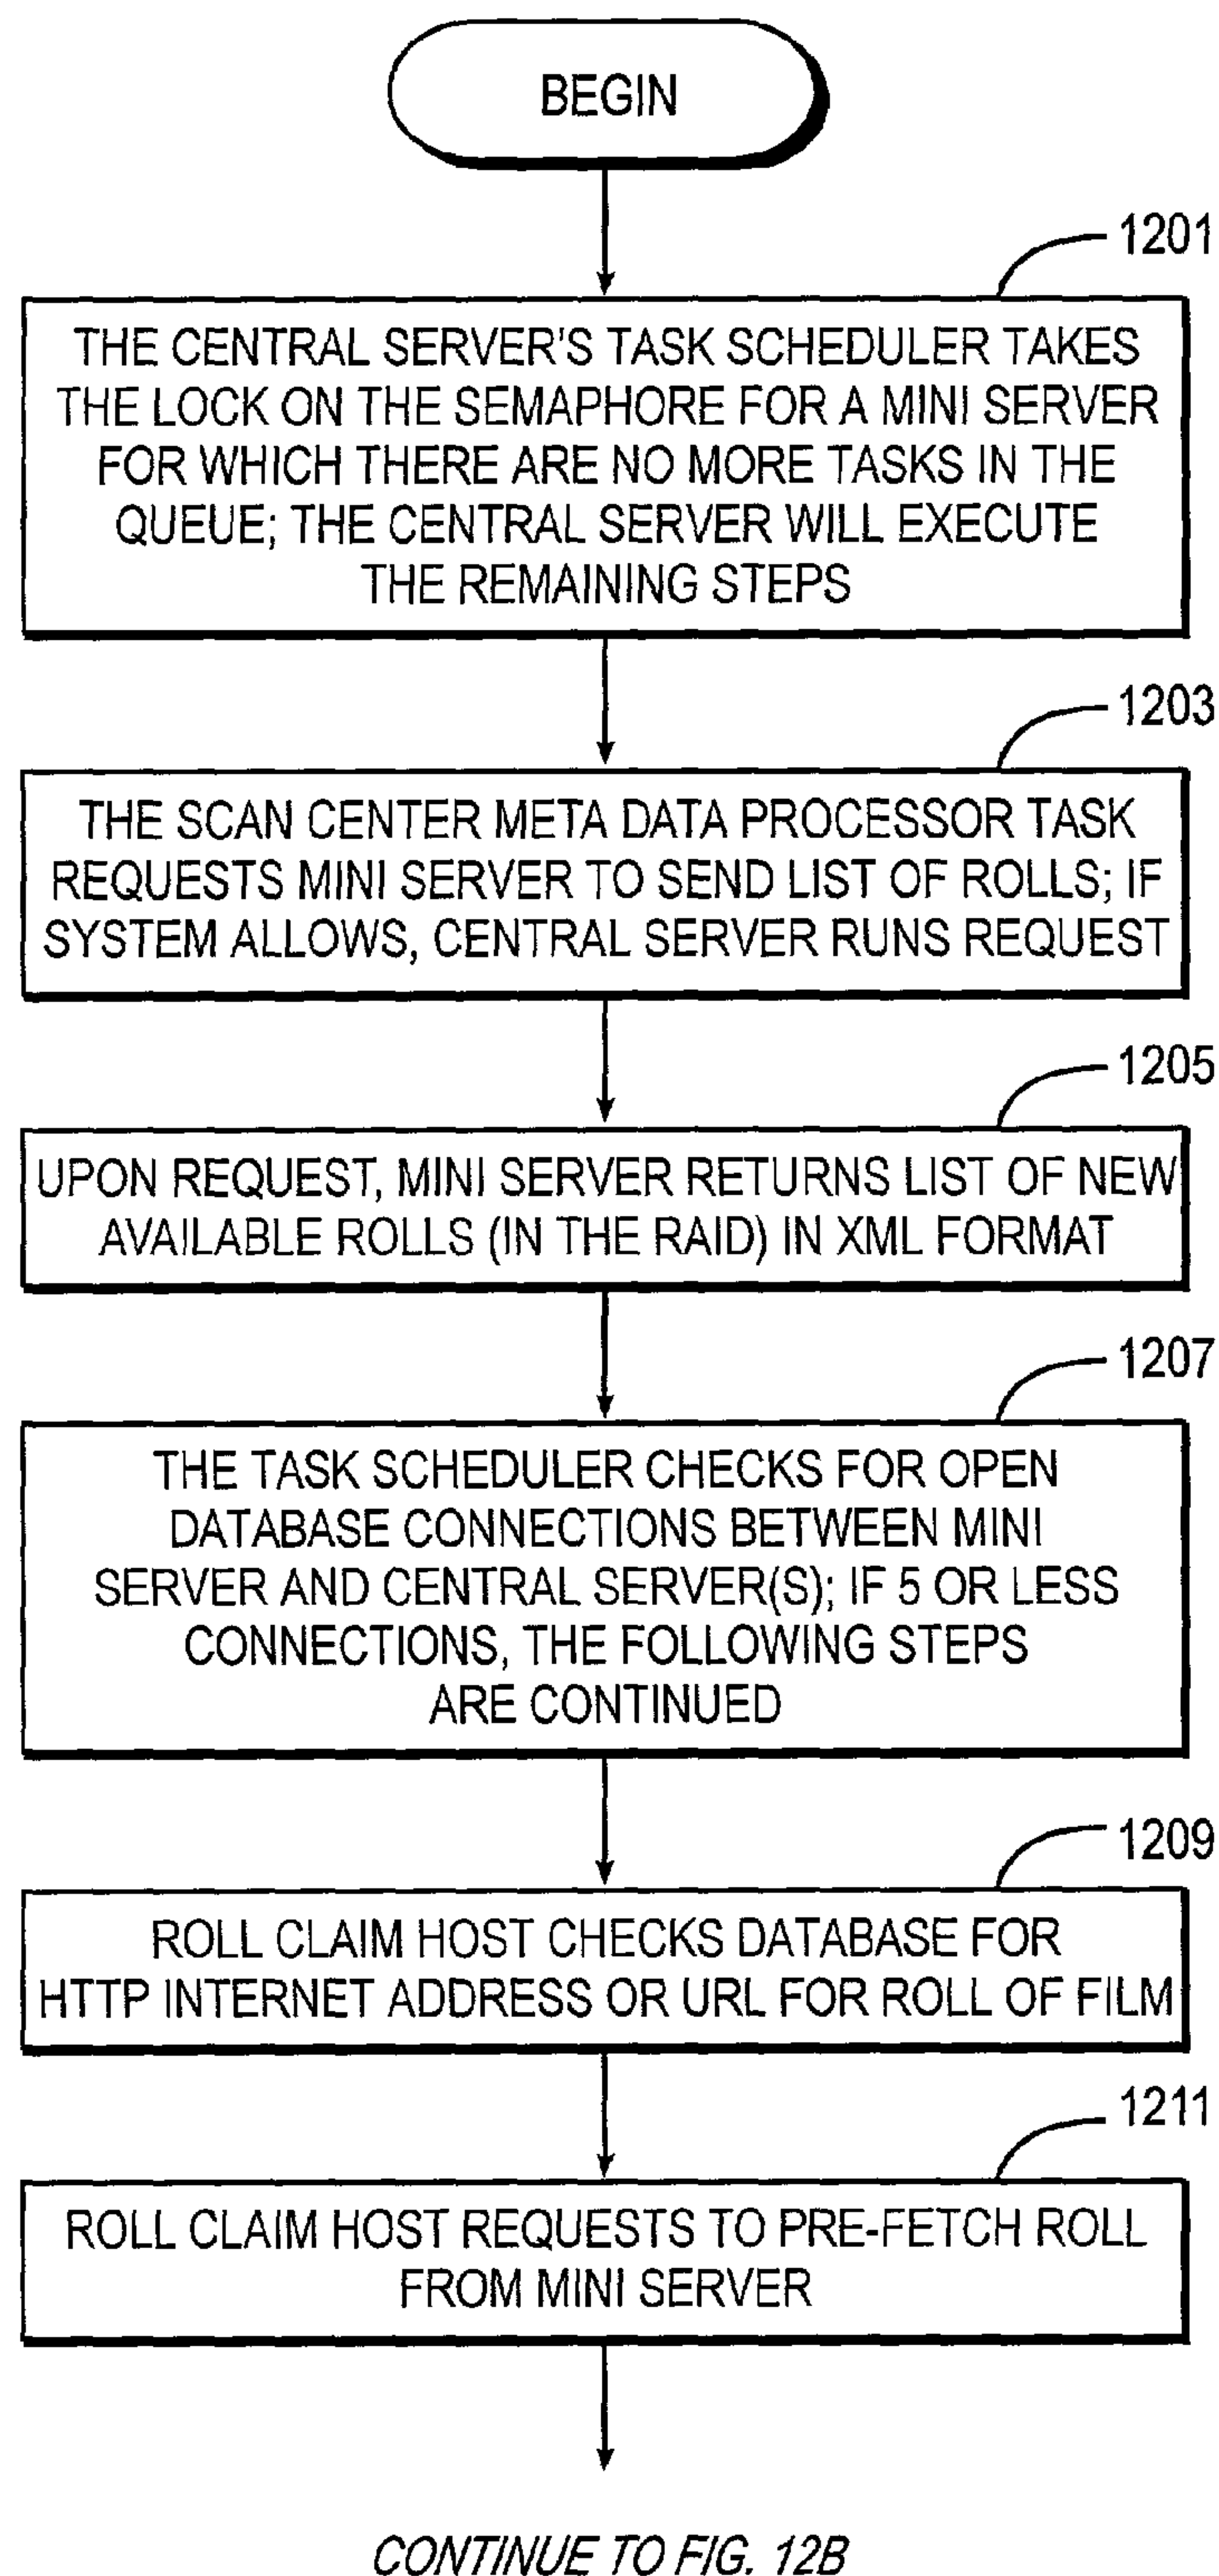 BEGIN
1201
THE CENTRAL SERVER'S TASK SCHEDULER TAKES
THE LOCK ON THE SEMAPHORE FOR A MINI SERVER
FOR WHICH THERE ARE NO MORE TASKS IN THE
QUEUE; THE CENTRAL SERVER WILL EXECUTE
THE REMAINING STEPS
1203
THE SCAN CENTER META DATA PROCESSOR TASK
REQUESTS MINI SERVER TO SEND LIST OF ROLLS; IF
SYSTEM ALLOWS, CENTRAL SERVER RUNS REQUEST
1205
UPON REQUEST, MINI SERVER RETURNS LIST OF NEW
AVAILABLE ROLLS (IN THE RAID) IN XML FORMAT
1207
THE TASK SCHEDULER CHECKS FOR OPEN
DATABASE CONNECTIONS BETWEEN MINI
SERVER AND CENTRAL SERVER(S); IF 5 OR LESS
CONNECTIONS, THE FOLLOWING STEPS
ARE CONTINUED
1209
ROLL CLAIM HOST CHECKS DATABASE FOR
HTTP INTERNET ADDRESS OR URL FOR ROLL OF FILM
1211
ROLL CLAIM HOST REQUESTS TO PRE-FETCH ROLL
FROM MINI SERVER
CONTINUE TO FIG. 12B